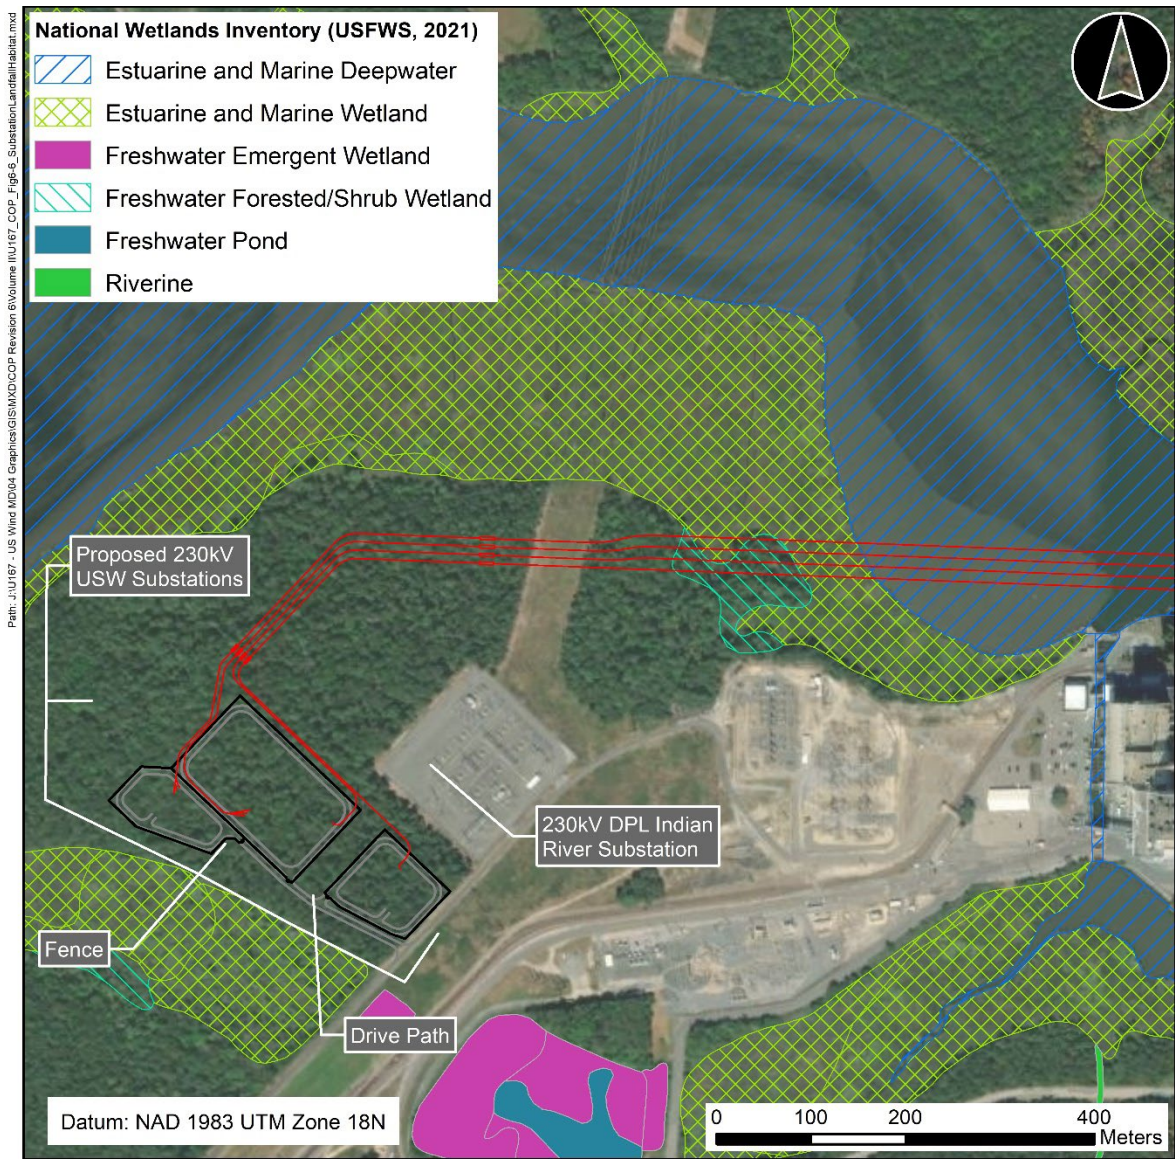 National Wetlands Inventory (USFWS, 2021)
Estuarine and Marine Deepwater
Estuarine and Marine Wetland
Freshwater Emergent Wetland
Freshwater Forested/Shrub Wetland
Freshwater Pond
Riverine
Path: J:\U167 - US Wind MD\04 Graphics\GIS\MXD\COP Revision 6\Volume II\U167_COP_Fig6-6_SubstationLandfallHabitat.mxd
Proposed 230kV
USW Substations
230kV DPL Indian
River Substation
Fence
Drive Path
Datum: NAD 1983 UTM Zone 18N
0 100 200 400
Meters